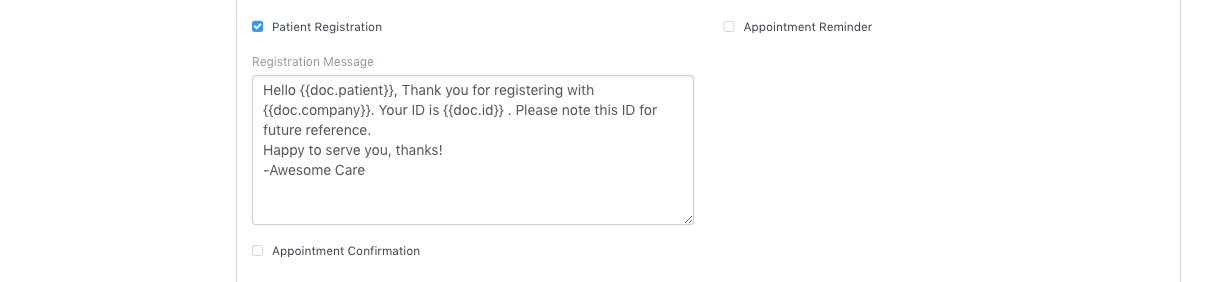 Patient Registration
Appointment Reminder
Registration Message
Hello {{doc.patient}}, Thank you for registering with
{{doc.company}}. Your ID is {{doc.id}} . Please note this ID for
future reference.
Happy to serve you, thanks!
-Awesome Care
Appointment Confirmation